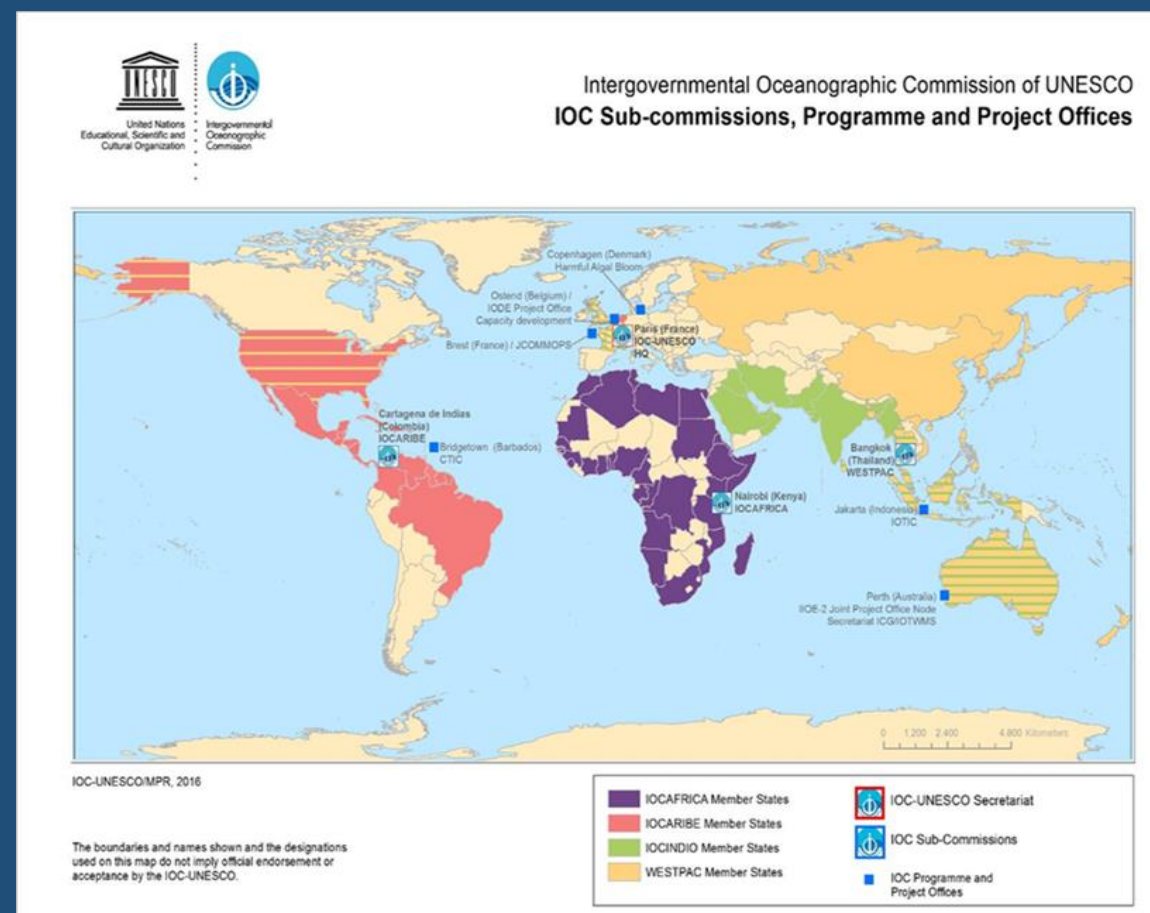 UNESCO
United Nations
Educational, Scientific and
Cultural Organization
Intergovernmental
Oceanographic
Commission
Intergovernmental Oceanographic Commission of UNESCO
IOC Sub-commissions, Programme and Project Offices
Copenhagen (Denmark)
Harmful Algal Bloom
Ostend (Belgium) /
IODE Project Office
Capacity development
Brest (France) / JCOMMOPS
Paris (France)
IOC-UNESCO
HQ
Cartagena de Indias
(Colombia)
IOCARIBE
Bridgetown (Barbados)
CTIC
Nairobi (Kenya)
IOCAFRICA
Bangkok
(Thailand)
WESTPAC
Jakarta (Indonesia)
IOTIC
Perth (Australia)
IIOE-2 Joint Project Office Node
Secretariat ICG/IOTWMS
0 1,200 2,400 4,800 Kilometers
IOC-UNESCO/MPR, 2016
The boundaries and names shown and the designations
used on this map do not imply official endorsement or
acceptance by the IOC-UNESCO.
IOCAFRICA Member States
IOCARIBE Member States
IOCINDIO Member States
WESTPAC Member States
IOC-UNESCO Secretariat
IOC Sub-Commissions
IOC Programme and
Project Offices